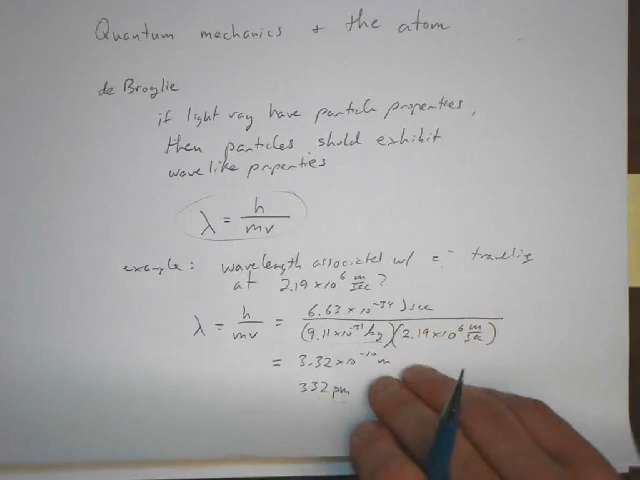 Quantum mechanics + the atom
de Broglie
if light ray have particle properties,
then particles should exhibit
wavelike properties
λ = h/mv
example: wavelength associated w/ e⁻ traveling
at 2.19×10⁶ m/sec ?
λ = h/mv = 6.63×10⁻³⁴ J sec / (9.11×10⁻³¹ kg)(2.19×10⁶ m/sec)
= 3.32×10⁻¹⁰ m
332 pm